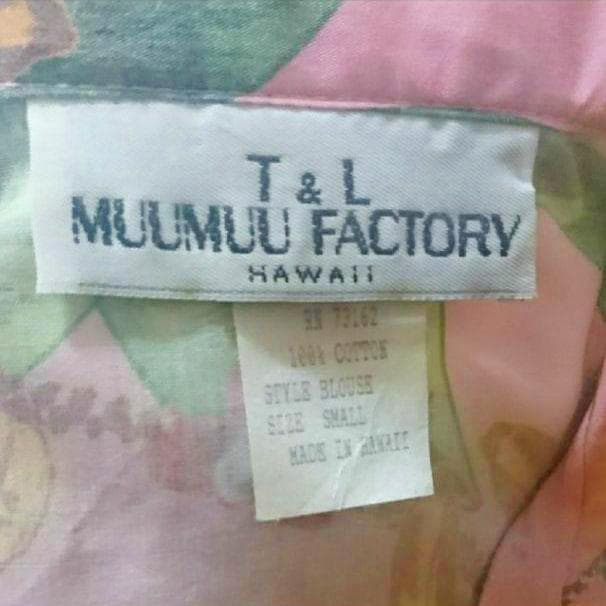 T & L
MUUMUU FACTORY
HAWAII
RN 73162
100% COTTON
STYLE BLOUSE
SIZE SMALL
MADE IN HAWAII